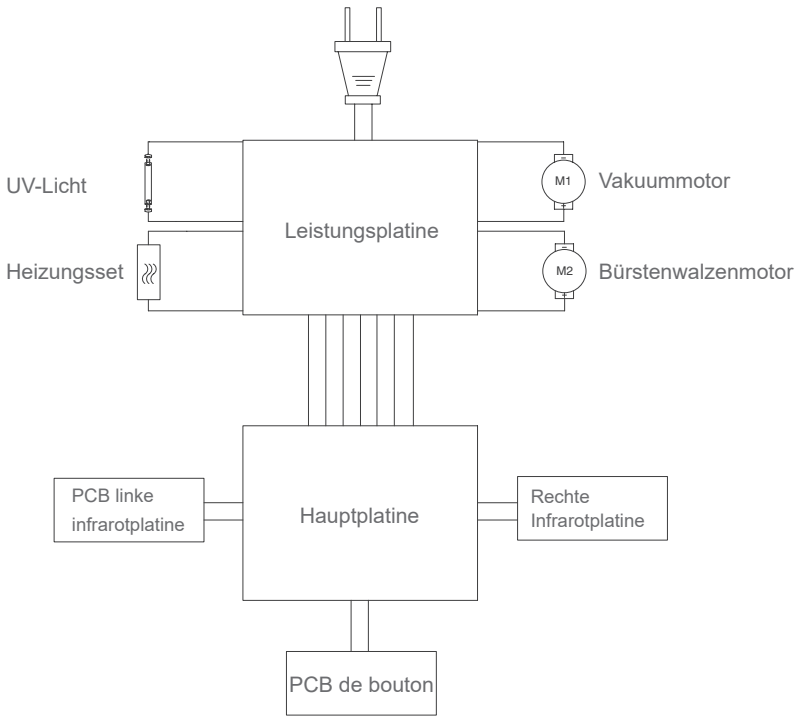 UV-Licht
M1
Vakuummotor
Leistungsplatine
Heizungsset
M2
Bürstenwalzenmotor
PCB linke
infrarotplatine
Hauptplatine
Rechte
Infrarotplatine
PCB de bouton